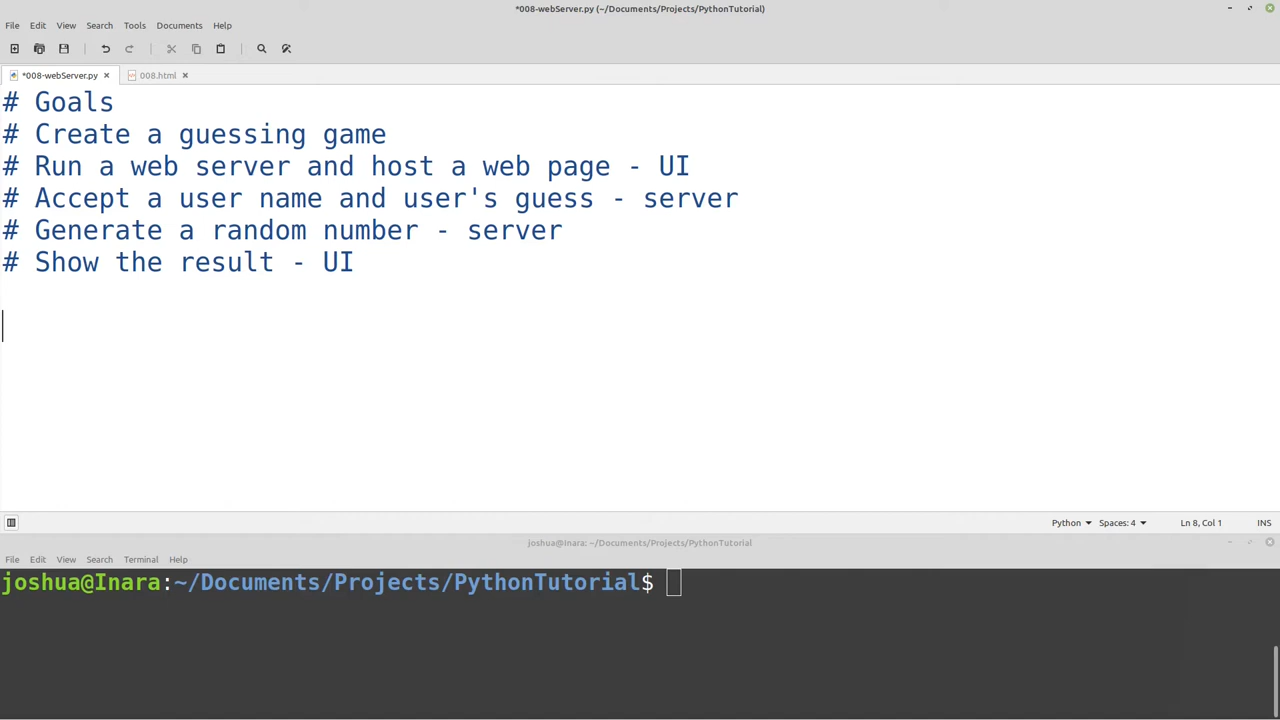 *008-webServer.py (~/Documents/Projects/PythonTutorial)
File Edit View Search Tools Documents Help
*008-webServer.py 008.html
# Goals
# Create a guessing game
# Run a web server and host a web page - UI
# Accept a user name and user's guess - server
# Generate a random number - server
# Show the result - UI
Python Spaces: 4 Ln 8, Col 1 INS
joshua@Inara: ~/Documents/Projects/PythonTutorial
File Edit View Search Terminal Help
joshua@Inara:~/Documents/Projects/PythonTutorial$